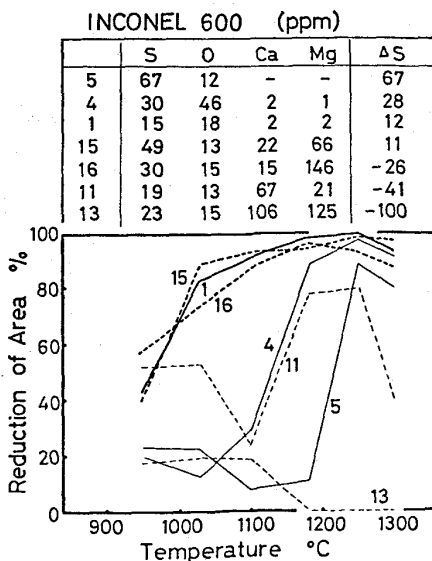 INCONEL 600 (ppm)
S O Ca Mg ΔS
5 67 12 - - 67
4 30 46 2 1 28
1 15 18 2 2 12
15 49 13 22 66 11
16 30 15 15 146 -26
11 19 13 67 21 -41
13 23 15 106 125 -100
100
80
60
40
20
0
Reduction of Area %
15
1
16
4
11
5
13
900 1000 1100 1200 1300
Temperature °C